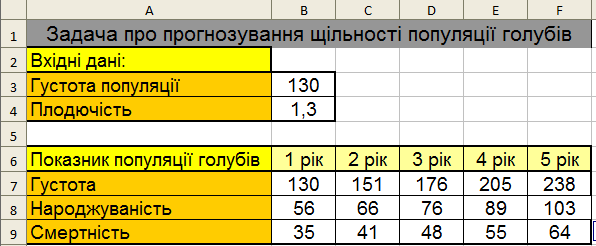 A B C D E F
1 Задача про прогнозування щільності популяції голубів
2 Вхідні дані:
3 Густота популяції 130
4 Плодючість 1,3
5
6 Показник популяції голубів 1 рік 2 рік 3 рік 4 рік 5 рік
7 Густота 130 151 176 205 238
8 Народжуваність 56 66 76 89 103
9 Смертність 35 41 48 55 64